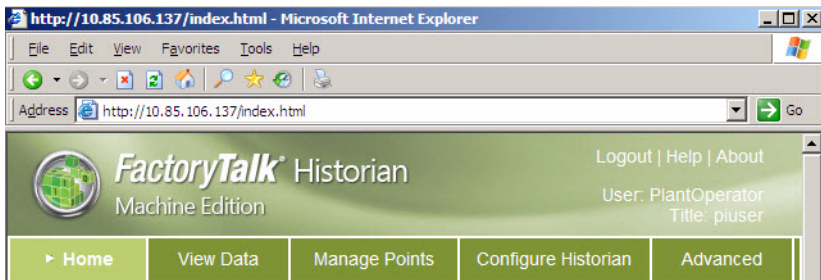 http://10.85.106.137/index.html - Microsoft Internet Explorer
File Edit View Favorites Tools Help
Address http://10.85.106.137/index.html Go
FactoryTalk® Historian
Machine Edition
Logout | Help | About
User: PlantOperator
Title: piuser
Home View Data Manage Points Configure Historian Advanced